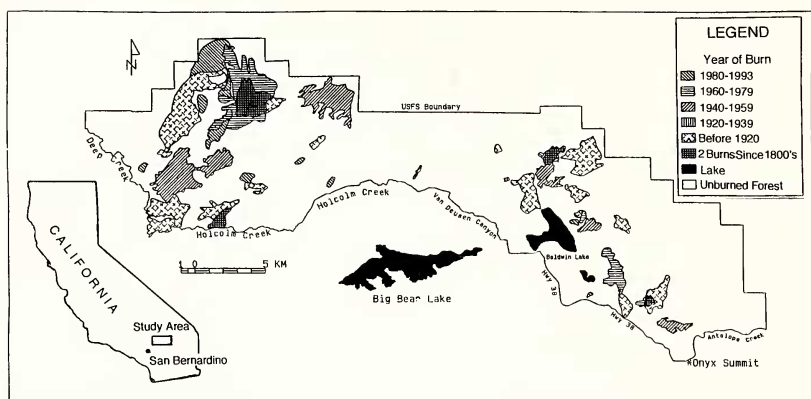 LEGEND
Year of Burn
1980-1993
1960-1979
1940-1959
1920-1939
Before 1920
2 Burns Since 1800's
Lake
Unburned Forest
N
USFS Boundary
Deep Creek
Holcolm Creek
Holcolm Creek
Van Deusen Canyon
1 0 5 KM
Big Bear Lake
Baldwin Lake
Hwy 38
Hwy 38
Antelope Creek
Onyx Summit
CALIFORNIA
Study Area
San Bernardino